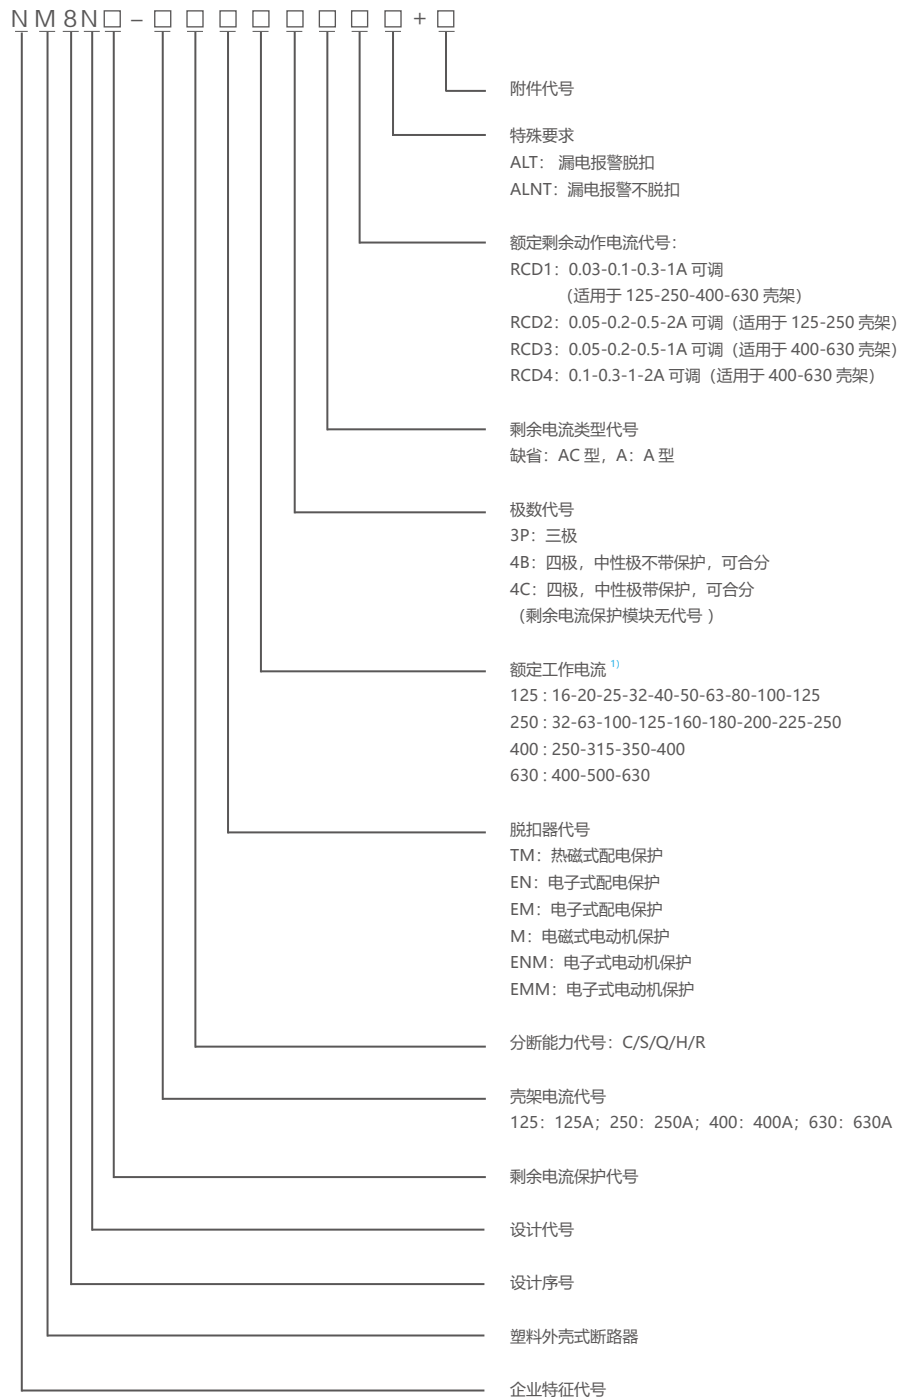 NM8N□-□□□□□□□□+□
附件代号
特殊要求
ALT： 漏电报警脱扣
ALNT：漏电报警不脱扣
额定剩余动作电流代号：
RCD1：0.03-0.1-0.3-1A 可调
（适用于 125-250-400-630 壳架）
RCD2：0.05-0.2-0.5-2A 可调（适用于 125-250 壳架）
RCD3：0.05-0.2-0.5-1A 可调（适用于 400-630 壳架）
RCD4：0.1-0.3-1-2A 可调（适用于 400-630 壳架）
剩余电流类型代号
缺省：AC 型，A：A 型
极数代号
3P：三极
4B：四极，中性极不带保护，可合分
4C：四极，中性极带保护，可合分
（剩余电流保护模块无代号 ）
额定工作电流 1)
125 : 16-20-25-32-40-50-63-80-100-125
250 : 32-63-100-125-160-180-200-225-250
400 : 250-315-350-400
630 : 400-500-630
脱扣器代号
TM：热磁式配电保护
EN：电子式配电保护
EM：电子式配电保护
M：电磁式电动机保护
ENM：电子式电动机保护
EMM：电子式电动机保护
分断能力代号：C/S/Q/H/R
壳架电流代号
125：125A；250：250A；400：400A；630：630A
剩余电流保护代号
设计代号
设计序号
塑料外壳式断路器
企业特征代号